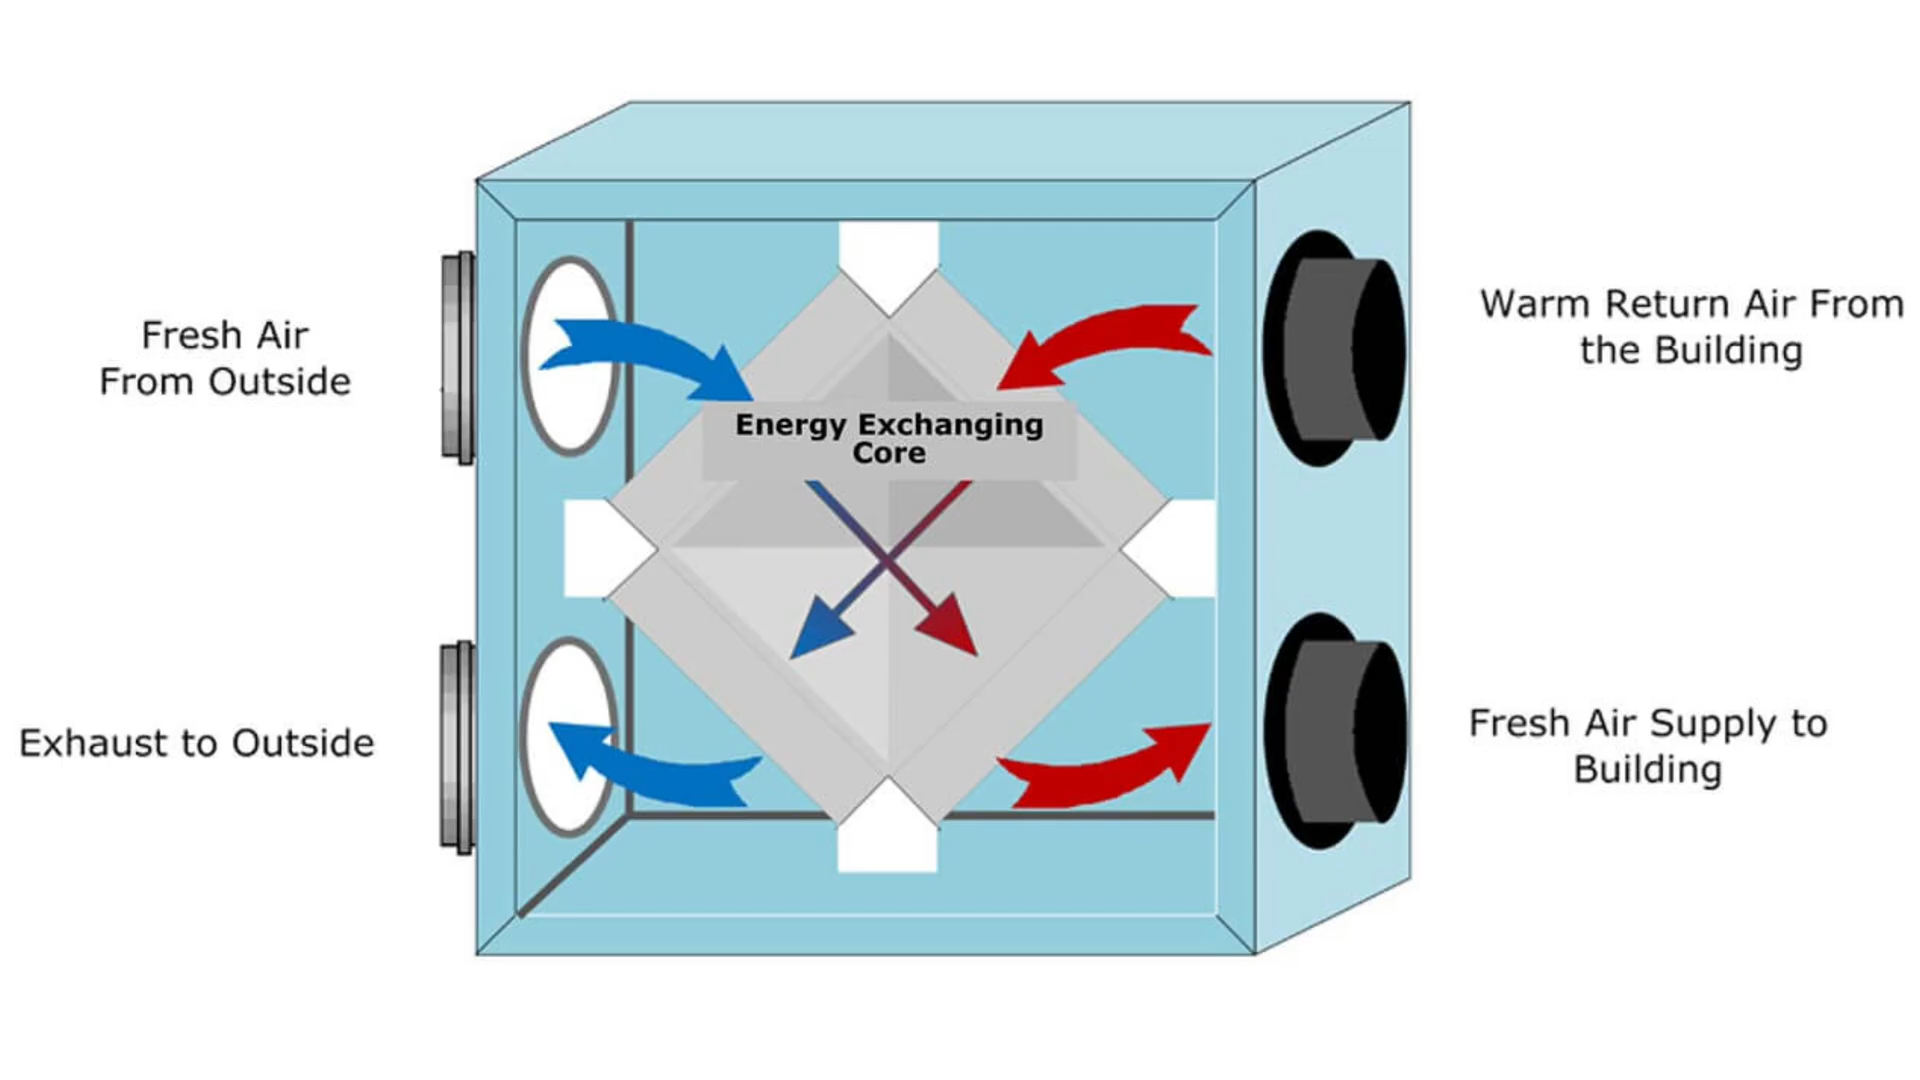 Fresh Air
From Outside
Warm Return Air From
the Building
Energy Exchanging
Core
Exhaust to Outside
Fresh Air Supply to
Building